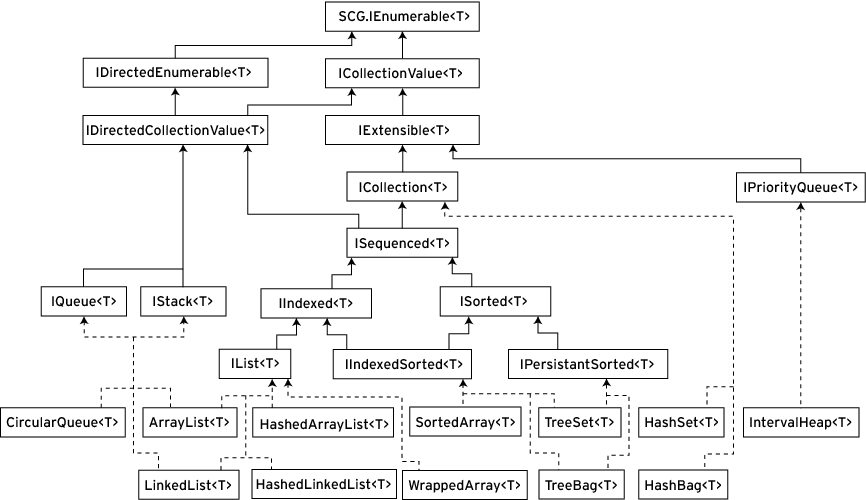 SCG.IEnumerable<T>
IDirectedEnumerable<T>
ICollectionValue<T>
IDirectedCollectionValue<T>
IExtensible<T>
ICollection<T>
IPriorityQueue<T>
ISequenced<T>
IQueue<T>
IStack<T>
IIndexed<T>
ISorted<T>
IList<T>
IIndexedSorted<T>
IPersistantSorted<T>
CircularQueue<T>
ArrayList<T>
HashedArrayList<T>
SortedArray<T>
TreeSet<T>
HashSet<T>
IntervalHeap<T>
LinkedList<T>
HashedLinkedList<T>
WrappedArray<T>
TreeBag<T>
HashBag<T>